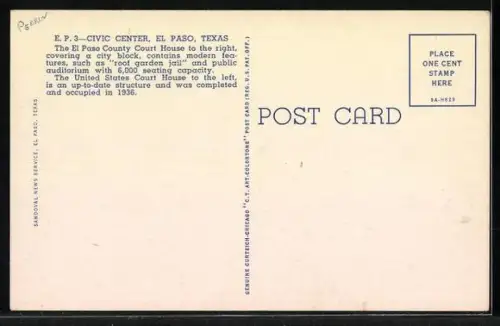 PERKIN
E. P. 3—CIVIC CENTER, EL PASO, TEXAS
The El Paso County Court House to the right,
covering a city block, contains modern fea-
tures, such as "roof garden jail" and public
auditorium with 6,000 seating capacity.
The United States Court House to the left,
is an up-to-date structure and was completed
and occupied in 1936.
SANDOVAL NEWS SERVICE, EL PASO, TEXAS
GENUINE CURTEICH-CHICAGO "C.T. ART-COLORTONE" POST CARD (REG. U.S. PAT. OFF.)
POST CARD
PLACE
ONE CENT
STAMP
HERE
5A-H629